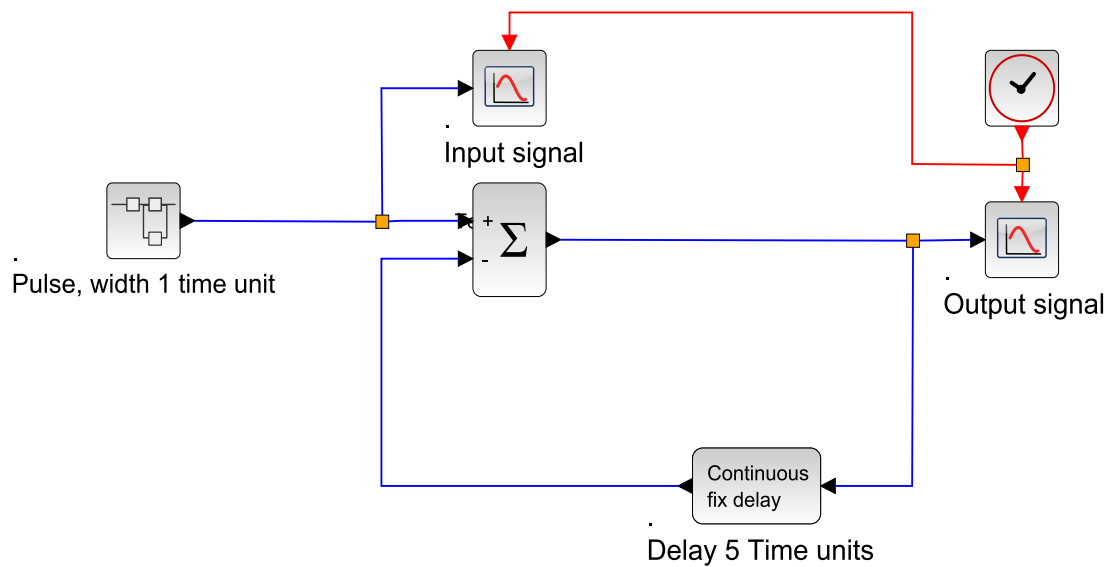 Input signal
Pulse, width 1 time unit
+
Σ
-
Output signal
Continuous
fix delay
Delay 5 Time units